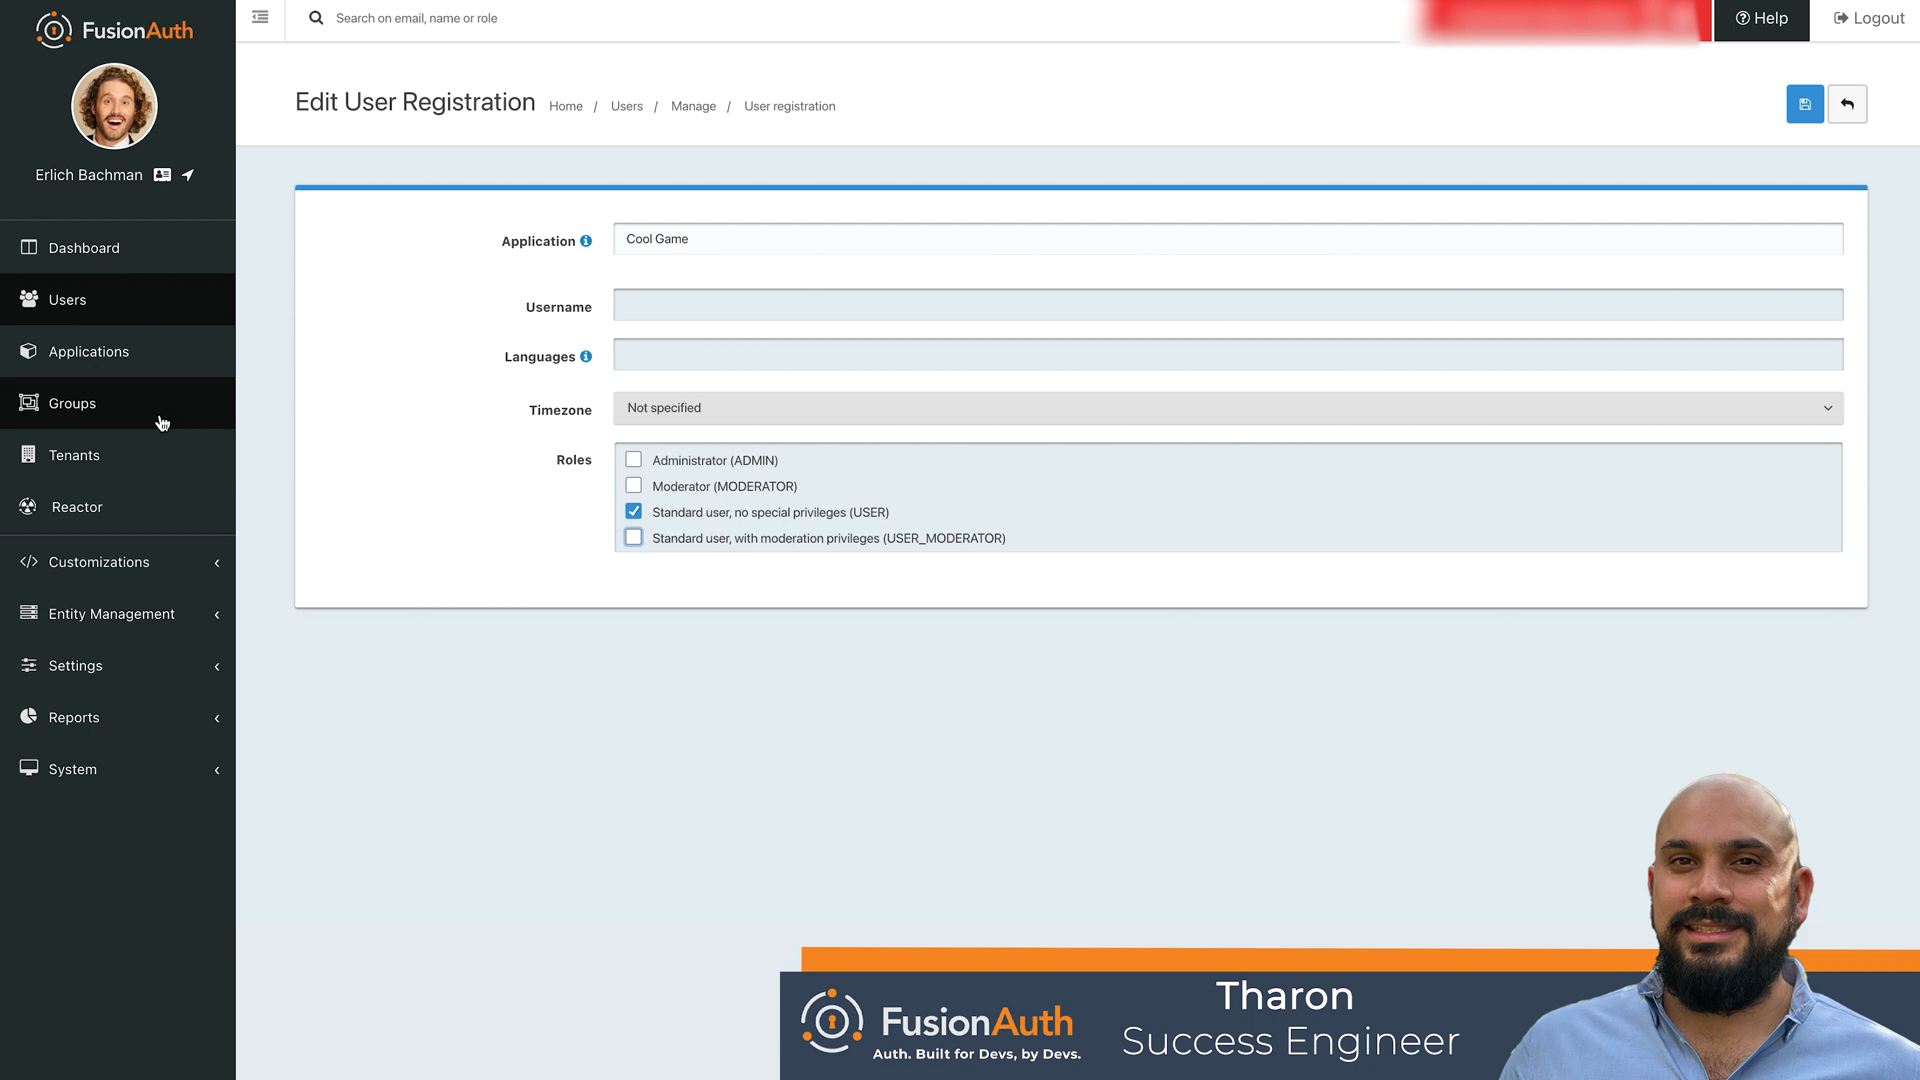 FusionAuth
Search on email, name or role
Help
Logout
Erlich Bachman
Dashboard
Users
Applications
Groups
Tenants
Reactor
Customizations
Entity Management
Settings
Reports
System
Edit User Registration
Home / Users / Manage / User registration
Application
Cool Game
Username
Languages
Timezone
Not specified
Roles
Administrator (ADMIN)
Moderator (MODERATOR)
Standard user, no special privileges (USER)
Standard user, with moderation privileges (USER_MODERATOR)
FusionAuth
Auth. Built for Devs, by Devs.
Tharon
Success Engineer